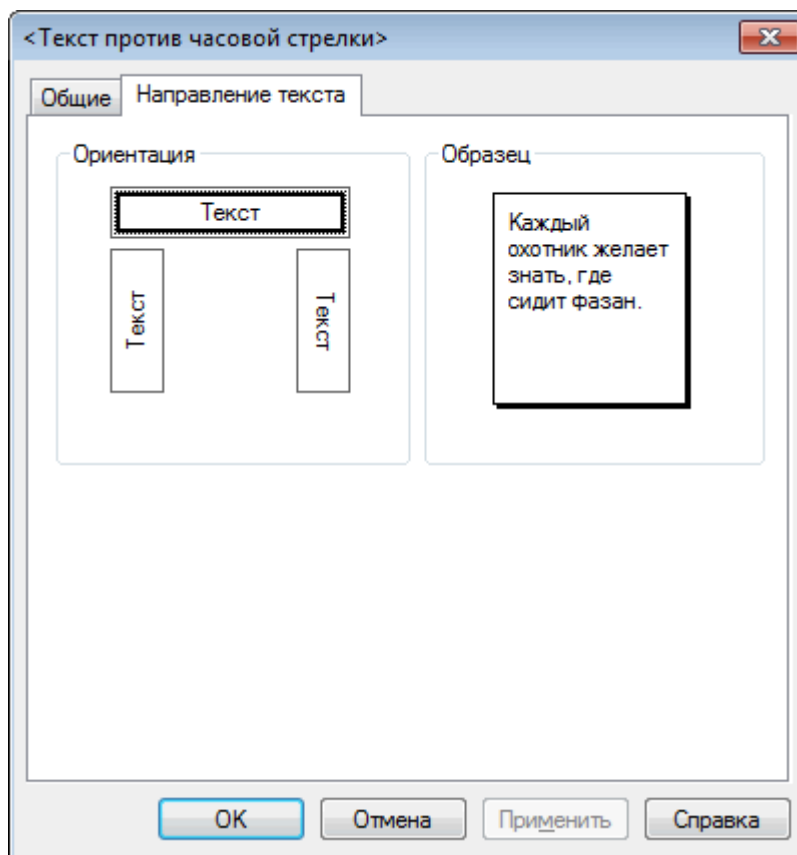 <Текст против часовой стрелки>
Общие
Направление текста
Ориентация
Образец
Текст
Текст
Текст
Каждый
охотник желает
знать, где
сидит фазан.
OK
Отмена
Применить
Справка